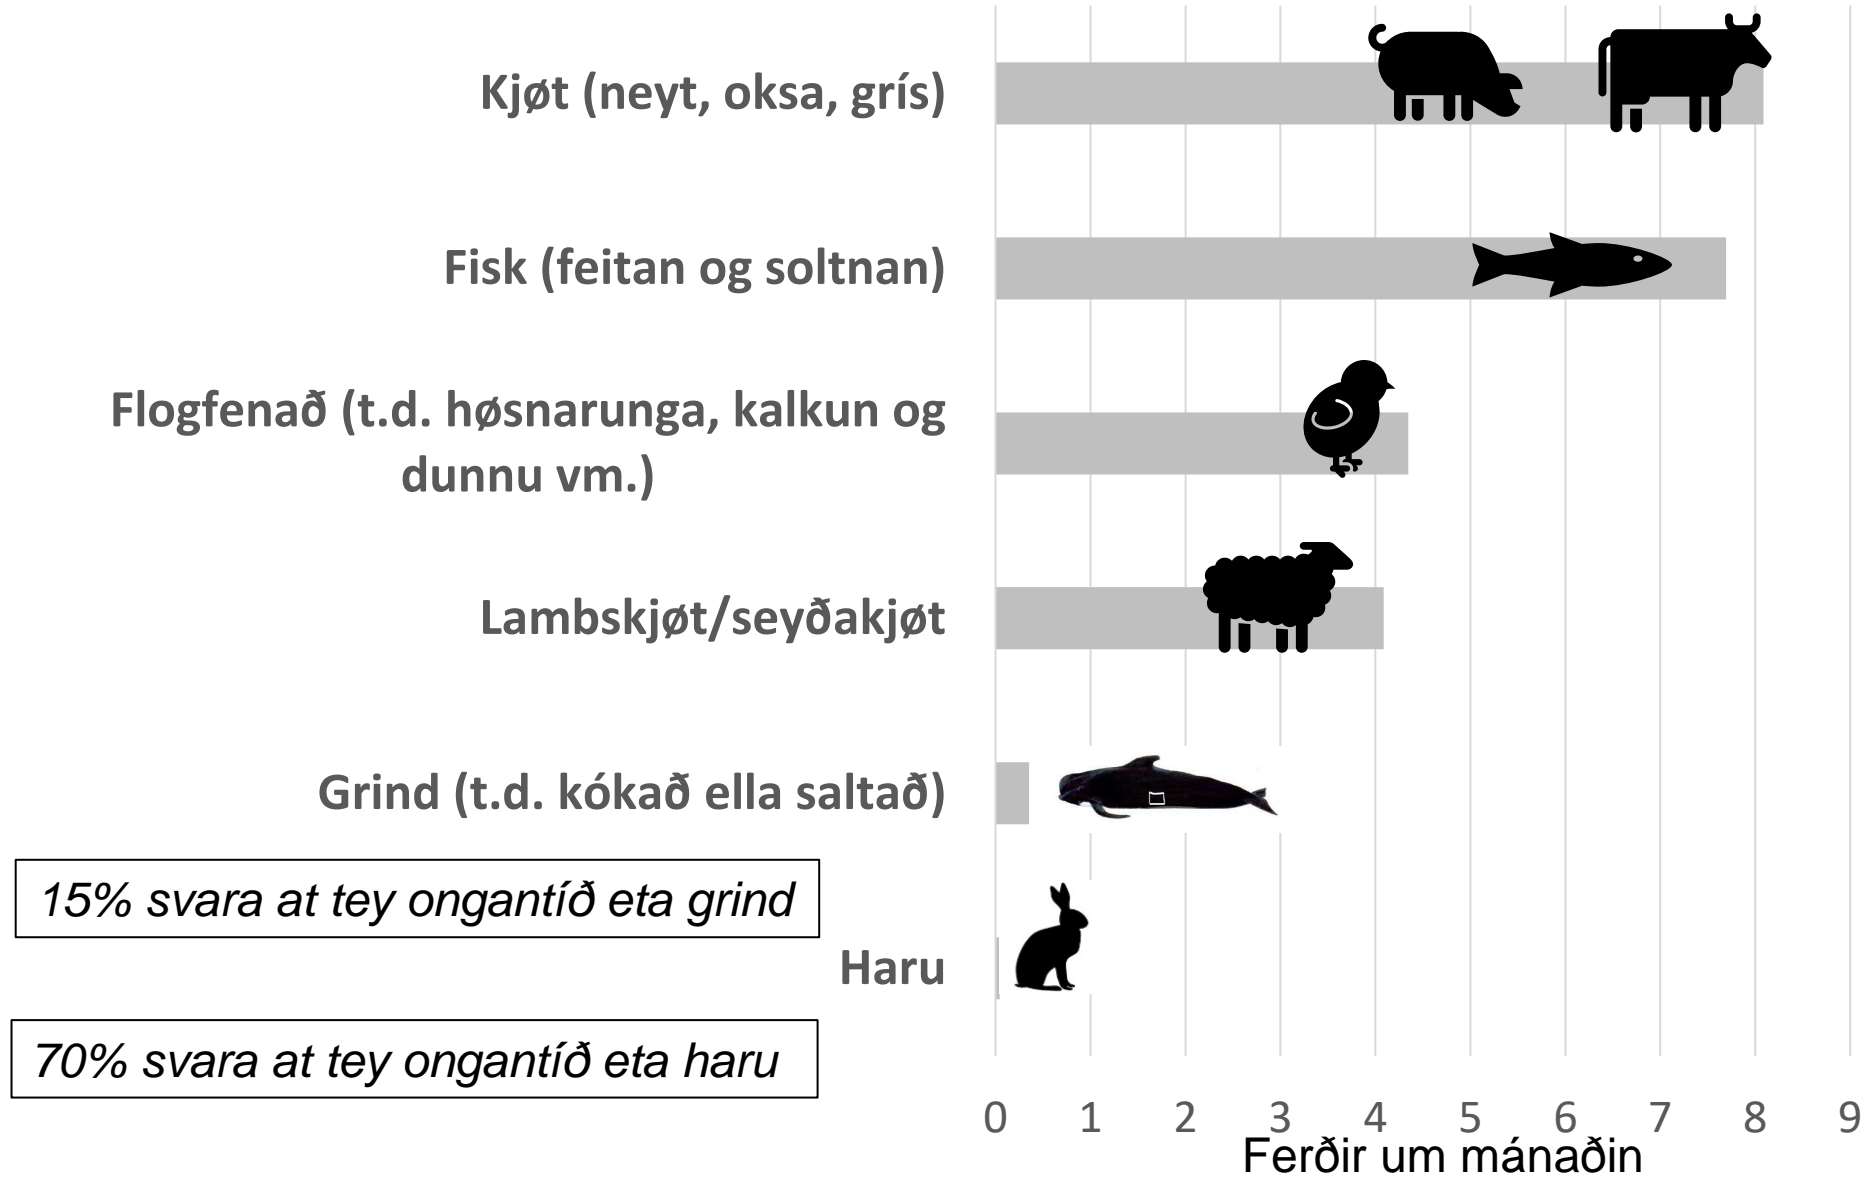 Kjøt (neyt, oksa, grís)
Fisk (feitan og soltnan)
Flogfenað (t.d. høsnarunga, kalkun og
dunnu vm.)
Lambskjøt/seyðakjøt
Grind (t.d. kókað ella saltað)
15% svara at tey ongantíð eta grind
Haru
70% svara at tey ongantíð eta haru
0 1 2 3 4 5 6 7 8 9
Ferðir um mánaðin